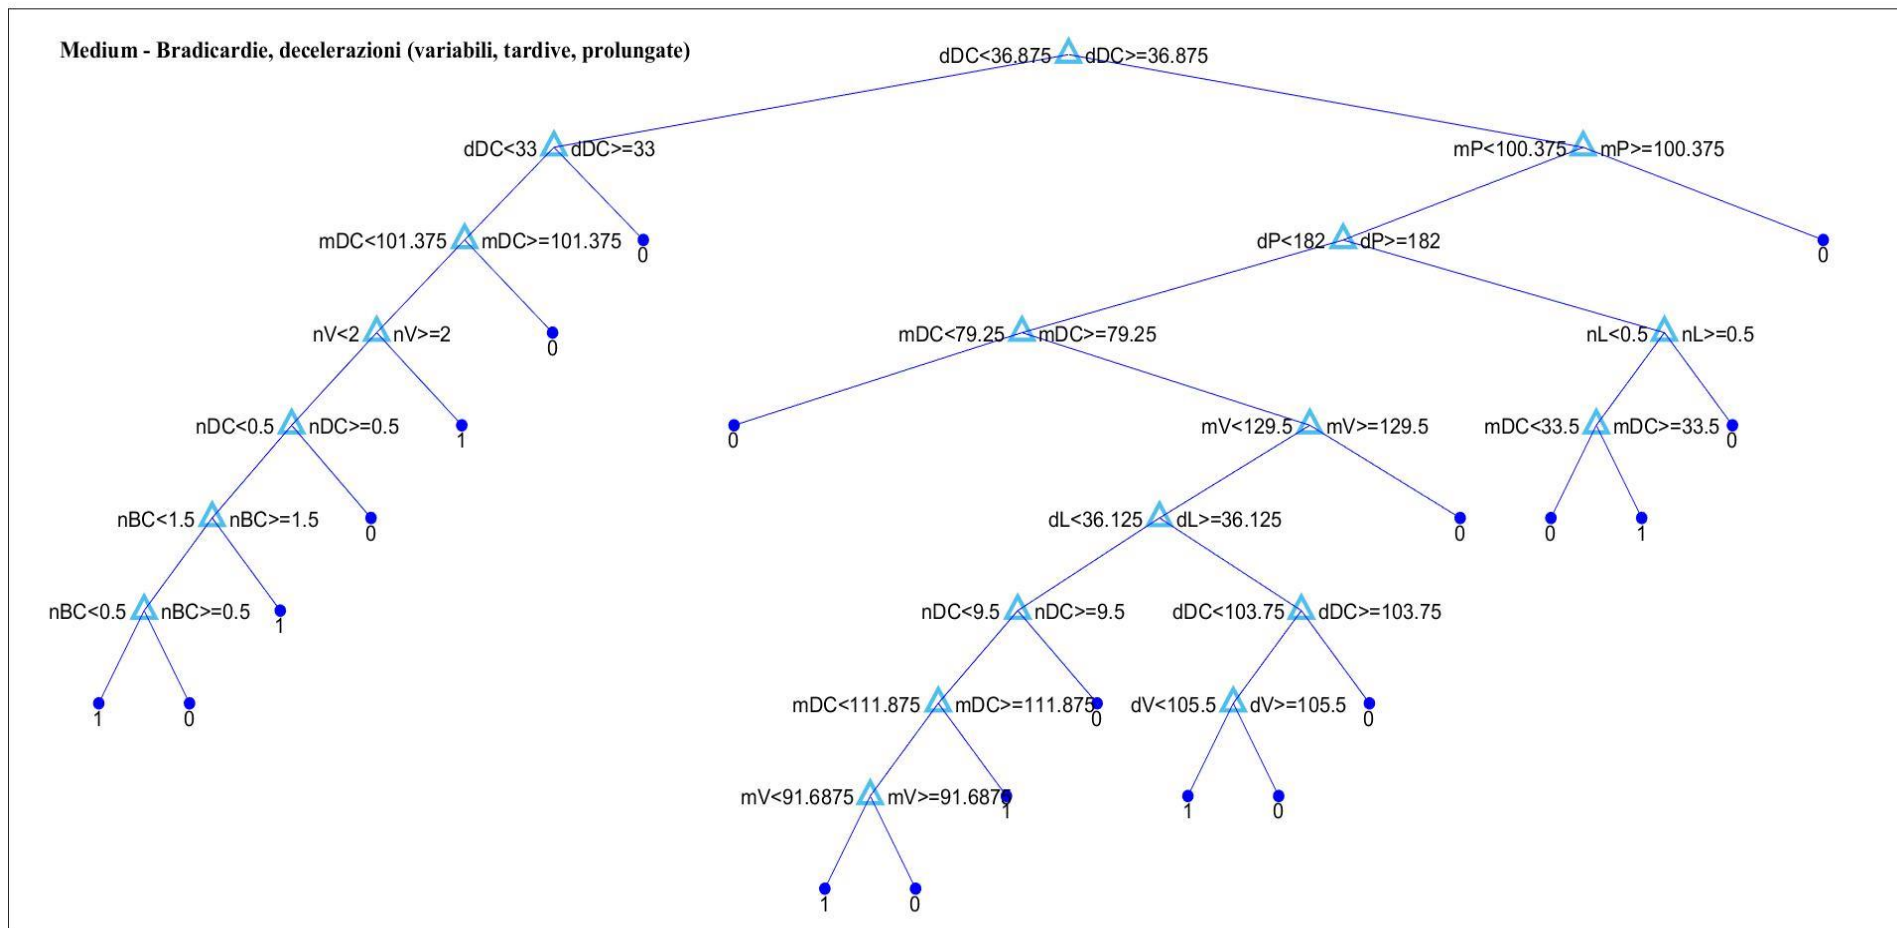 Medium - Bradicardie, decelerazioni (variabili, tardive, prolungate)
dDC<36.875 dDC>=36.875
dDC<33 dDC>=33
mP<100.375 mP>=100.375
mDC<101.375 mDC>=101.375
0
dP<182 dP>=182
0
nV<2 nV>=2
0
mDC<79.25 mDC>=79.25
nL<0.5 nL>=0.5
nDC<0.5 nDC>=0.5
1
0
mV<129.5 mV>=129.5
mDC<33.5 mDC>=33.5
0
nBC<1.5 nBC>=1.5
0
dL<36.125 dL>=36.125
0
0
1
nBC<0.5 nBC>=0.5
1
nDC<9.5 nDC>=9.5
dDC<103.75 dDC>=103.75
1
0
mDC<111.875 mDC>=111.875
0
dV<105.5 dV>=105.5
0
mV<91.6875 mV>=91.6875
1
1
0
1
0